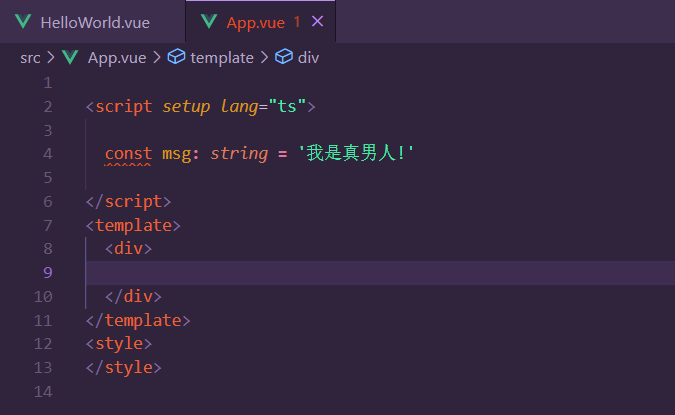 HelloWorld.vue App.vue 1
src App.vue template div
1
2 <script setup lang="ts">
3
4 const msg: string = '我是真男人!'
5
6 </script>
7 <template>
8 <div>
9
10 </div>
11 </template>
12 <style>
13 </style>
14